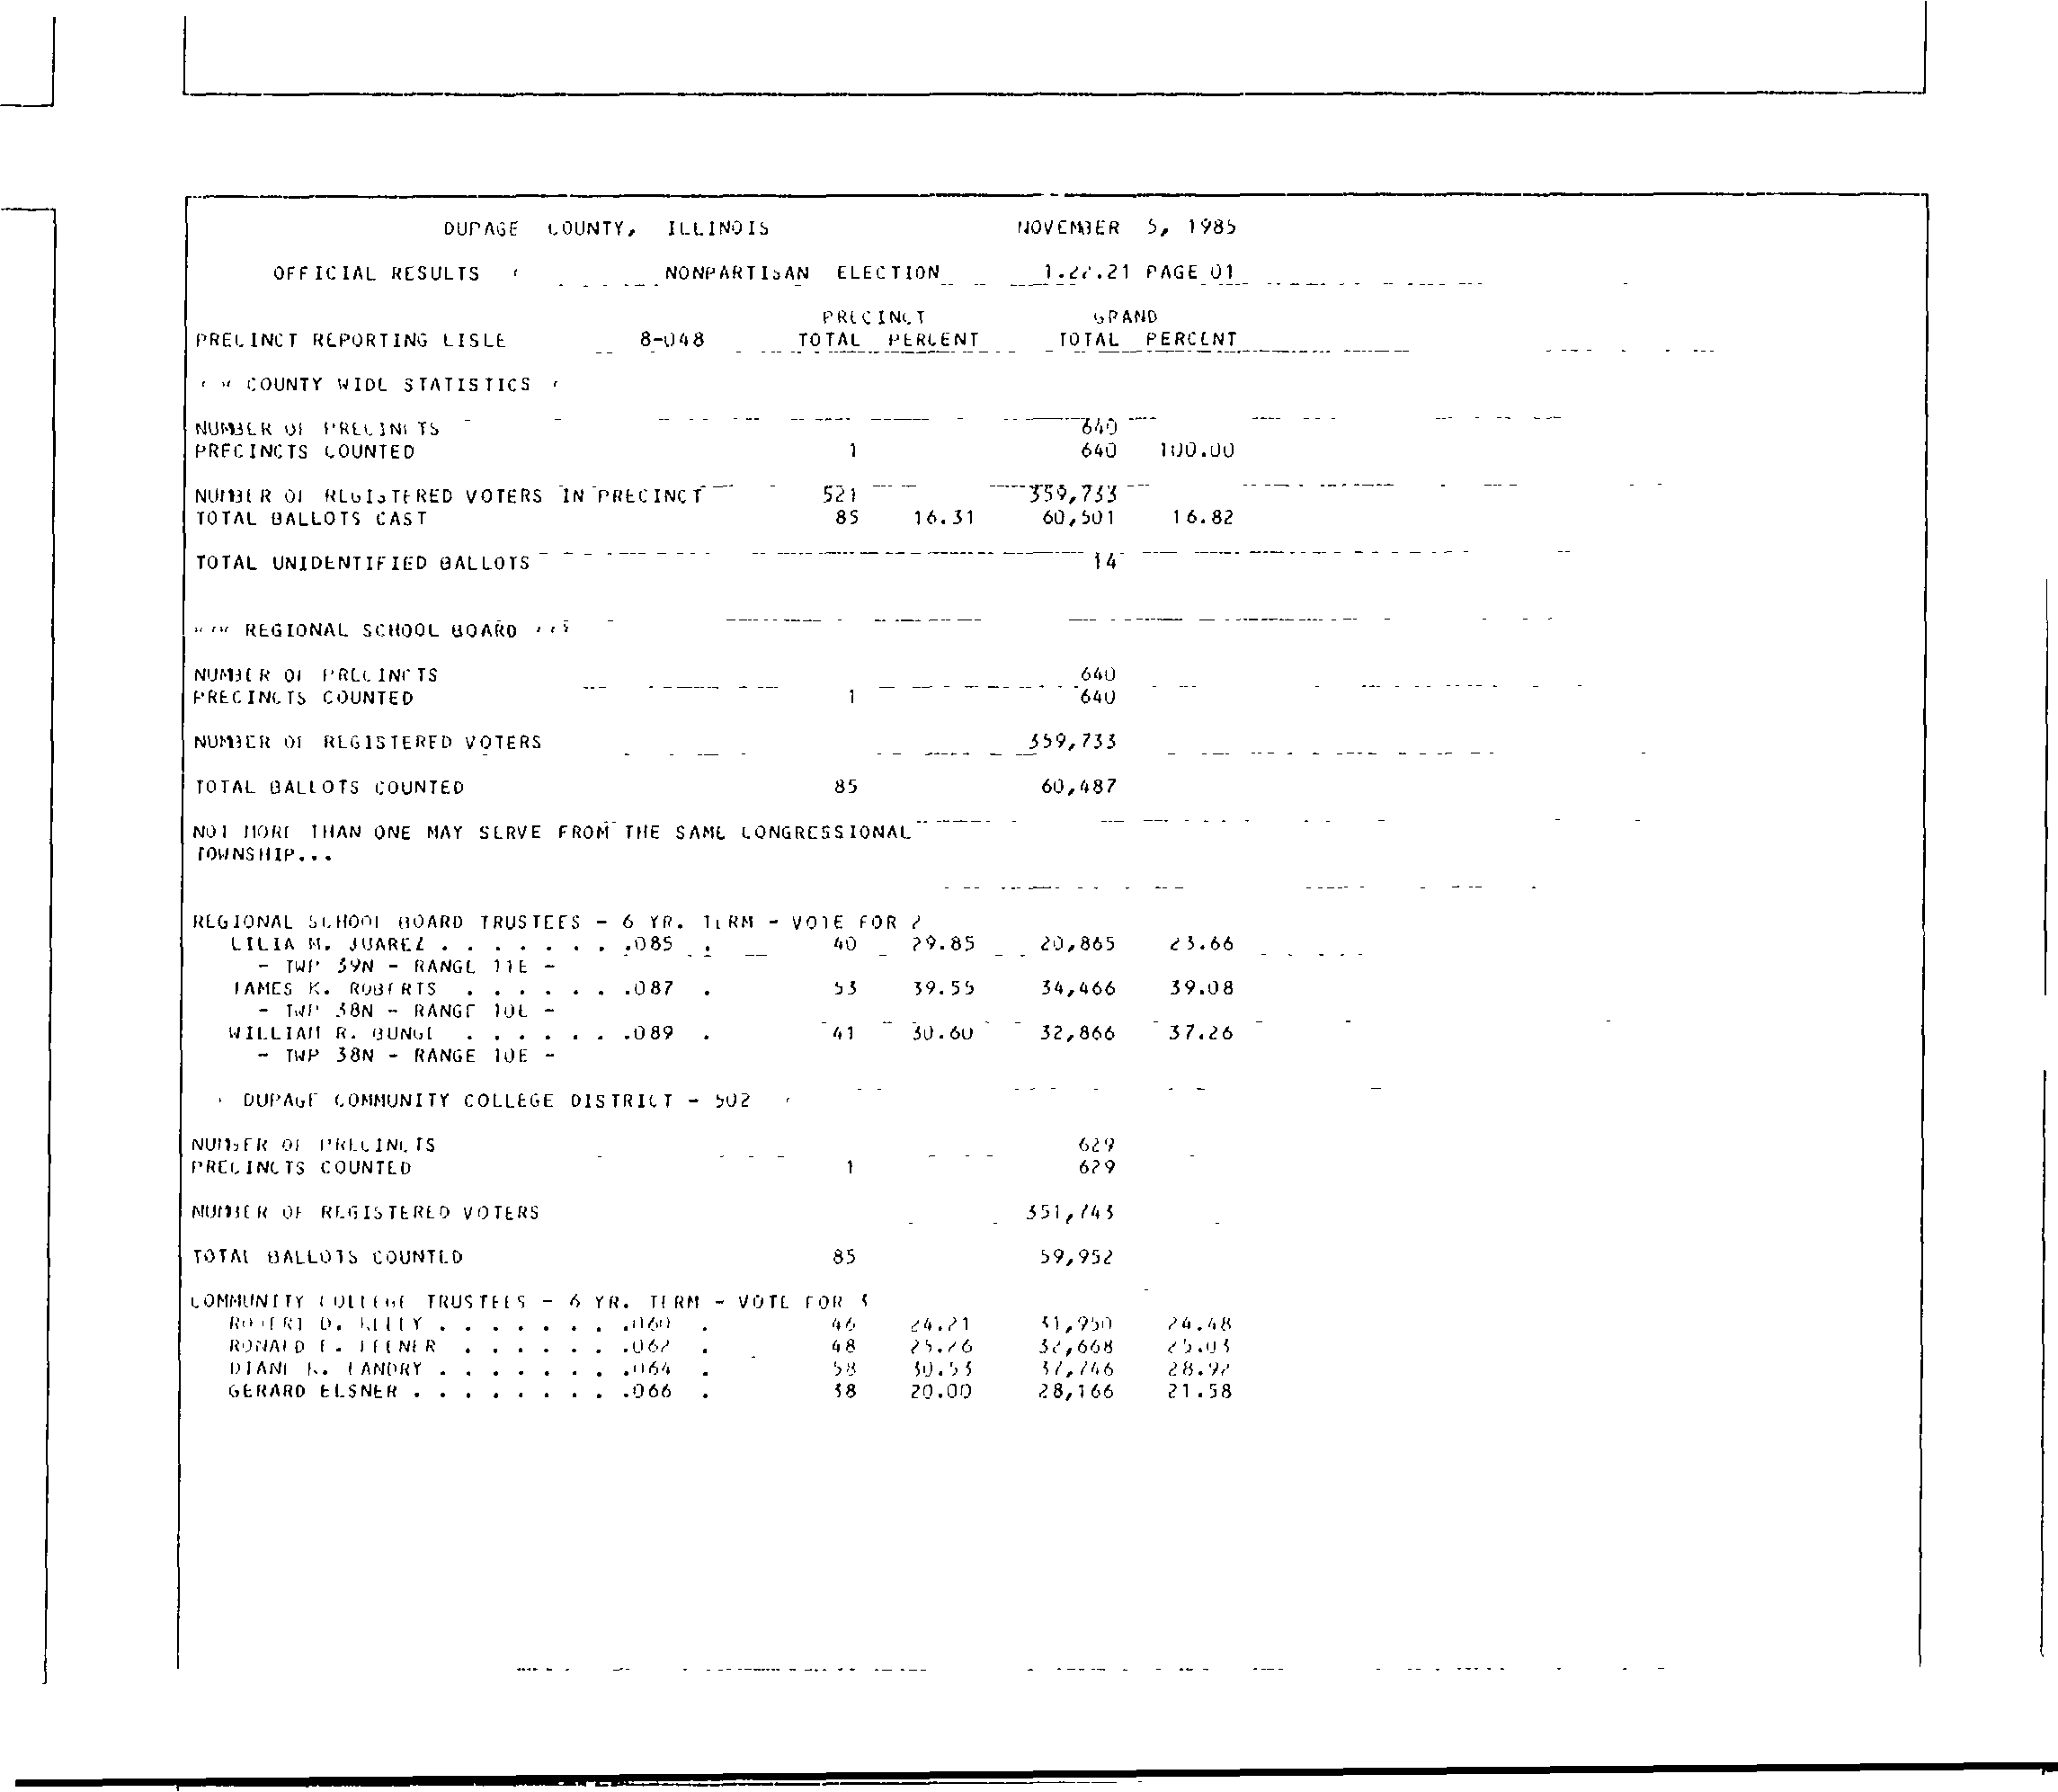 DUPAGE COUNTY, ILLINOIS NOVEMBER 5, 1985
OFFICIAL RESULTS NONPARTISAN ELECTION PAGE 01
PRECINCT GRAND
PRECINCT REPORTING LISLE 8-048 TOTAL PERCENT TOTAL PERCENT
COUNTY WIDE STATISTICS
NUMBER OF PRECINCTS 640
PRECINCTS COUNTED 1 640 100.00
NUMBER OF REGISTERED VOTERS IN PRECINCT 521 359,733
TOTAL BALLOTS CAST 85 16.31 60,501 16.82
TOTAL UNIDENTIFIED BALLOTS 14
REGIONAL SCHOOL BOARD
NUMBER OF PRECINCTS 640
PRECINCTS COUNTED 1 640
NUMBER OF REGISTERED VOTERS 359,733
TOTAL BALLOTS COUNTED 85 60,487
NOT MORE THAN ONE MAY SERVE FROM THE SAME CONGRESSIONAL
TOWNSHIP...
REGIONAL SCHOOL BOARD TRUSTEES - 6 YR. TERM - VOTE FOR 2
LILIA M. JUAREZ . . . . . . . .085 . 40 29.85 20,865 23.66
- TWP 39N - RANGE 11E -
JAMES K. ROBERTS . . . . . . .087 . 53 39.55 34,466 39.08
- TWP 38N - RANGE 10E -
WILLIAM R. BUNGE . . . . . . .089 . 41 30.60 32,866 37.26
- TWP 38N - RANGE 10E -
DUPAGE COMMUNITY COLLEGE DISTRICT - 502
NUMBER OF PRECINCTS 629
PRECINCTS COUNTED 1 629
NUMBER OF REGISTERED VOTERS 351,743
TOTAL BALLOTS COUNTED 85 59,952
COMMUNITY COLLEGE TRUSTEES - 6 YR. TERM - VOTE FOR 3
ROBERT D. KELLY . . . . . . . .060 . 46 24.21 31,950 24.48
RONALD E. KEENER . . . . . . .062 . 48 25.26 32,668 25.03
DIANE K. LANDRY . . . . . . . .064 . 58 30.53 37,746 28.92
GERARD ELSNER . . . . . . . . .066 . 38 20.00 28,166 21.58